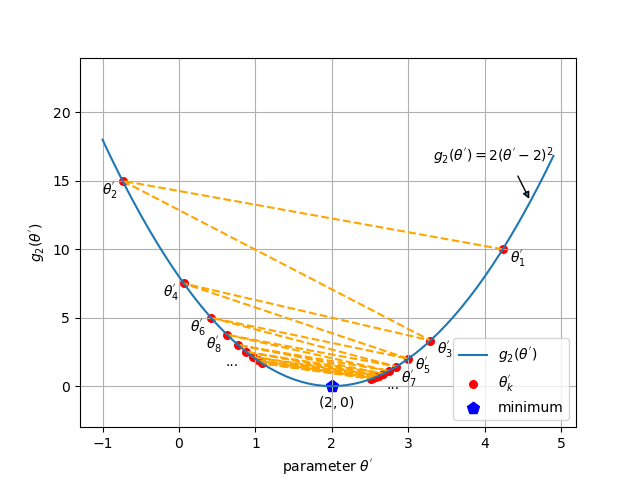 20
15
10
5
0
g₂(θ′)
g₂(θ′) = 2(θ′ − 2)²
θ′₂
θ′₁
θ′₄
θ′₆
θ′₈
...
θ′₃
θ′₅
θ′₇
...
(2, 0)
g₂(θ′)
θ′ₖ
minimum
−1 0 1 2 3 4 5
parameter θ′